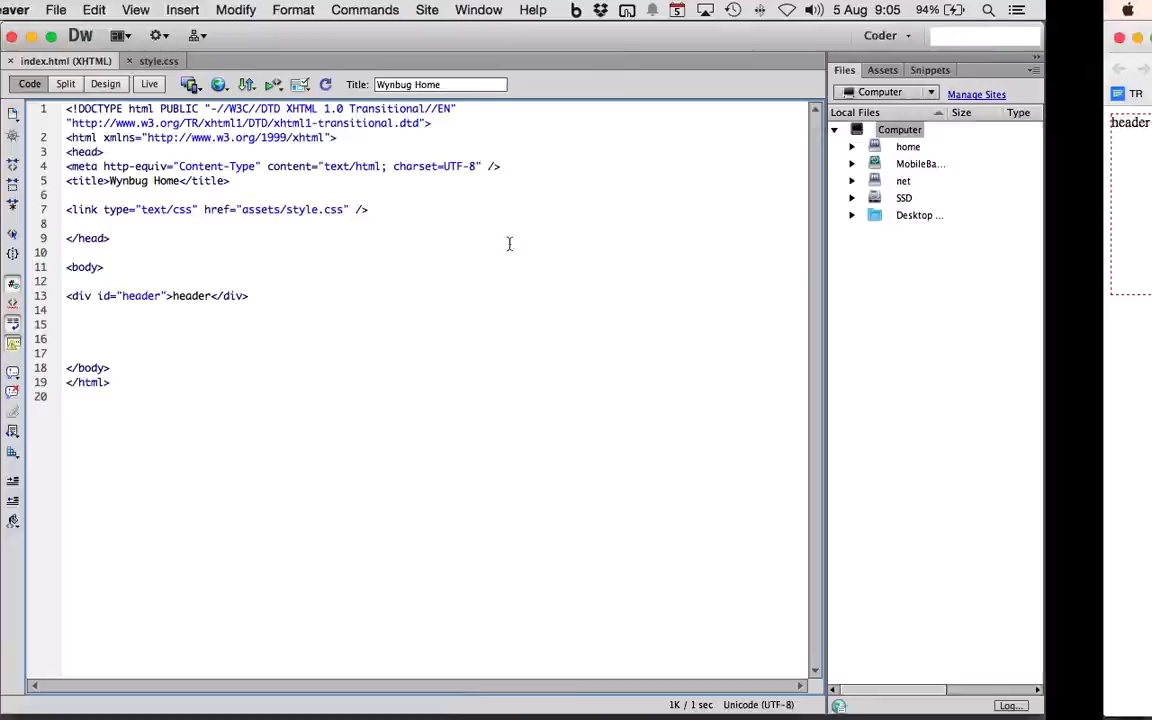 eaver File Edit View Insert Modify Format Commands Site Window Help 5 5 Aug 9:05 94%
Dw Coder
index.html (XHTML) style.css
Code Split Design Live Title: Wynbug Home
1 <!DOCTYPE html PUBLIC "-//W3C//DTD XHTML 1.0 Transitional//EN"
"http://www.w3.org/TR/xhtml1/DTD/xhtml1-transitional.dtd">
2 <html xmlns="http://www.w3.org/1999/xhtml">
3 <head>
4 <meta http-equiv="Content-Type" content="text/html; charset=UTF-8" />
5 <title>Wynbug Home</title>
6
7 <link type="text/css" href="assets/style.css" />
8
9 </head>
10
11 <body>
12
13 <div id="header">header</div>
14
15
16
17
18 </body>
19 </html>
20
1K / 1 sec Unicode (UTF-8)
Files Assets Snippets
Computer Manage Sites
Local Files Size Type
Computer
home
MobileBa...
net
SSD
Desktop ...
Log...
TR
header